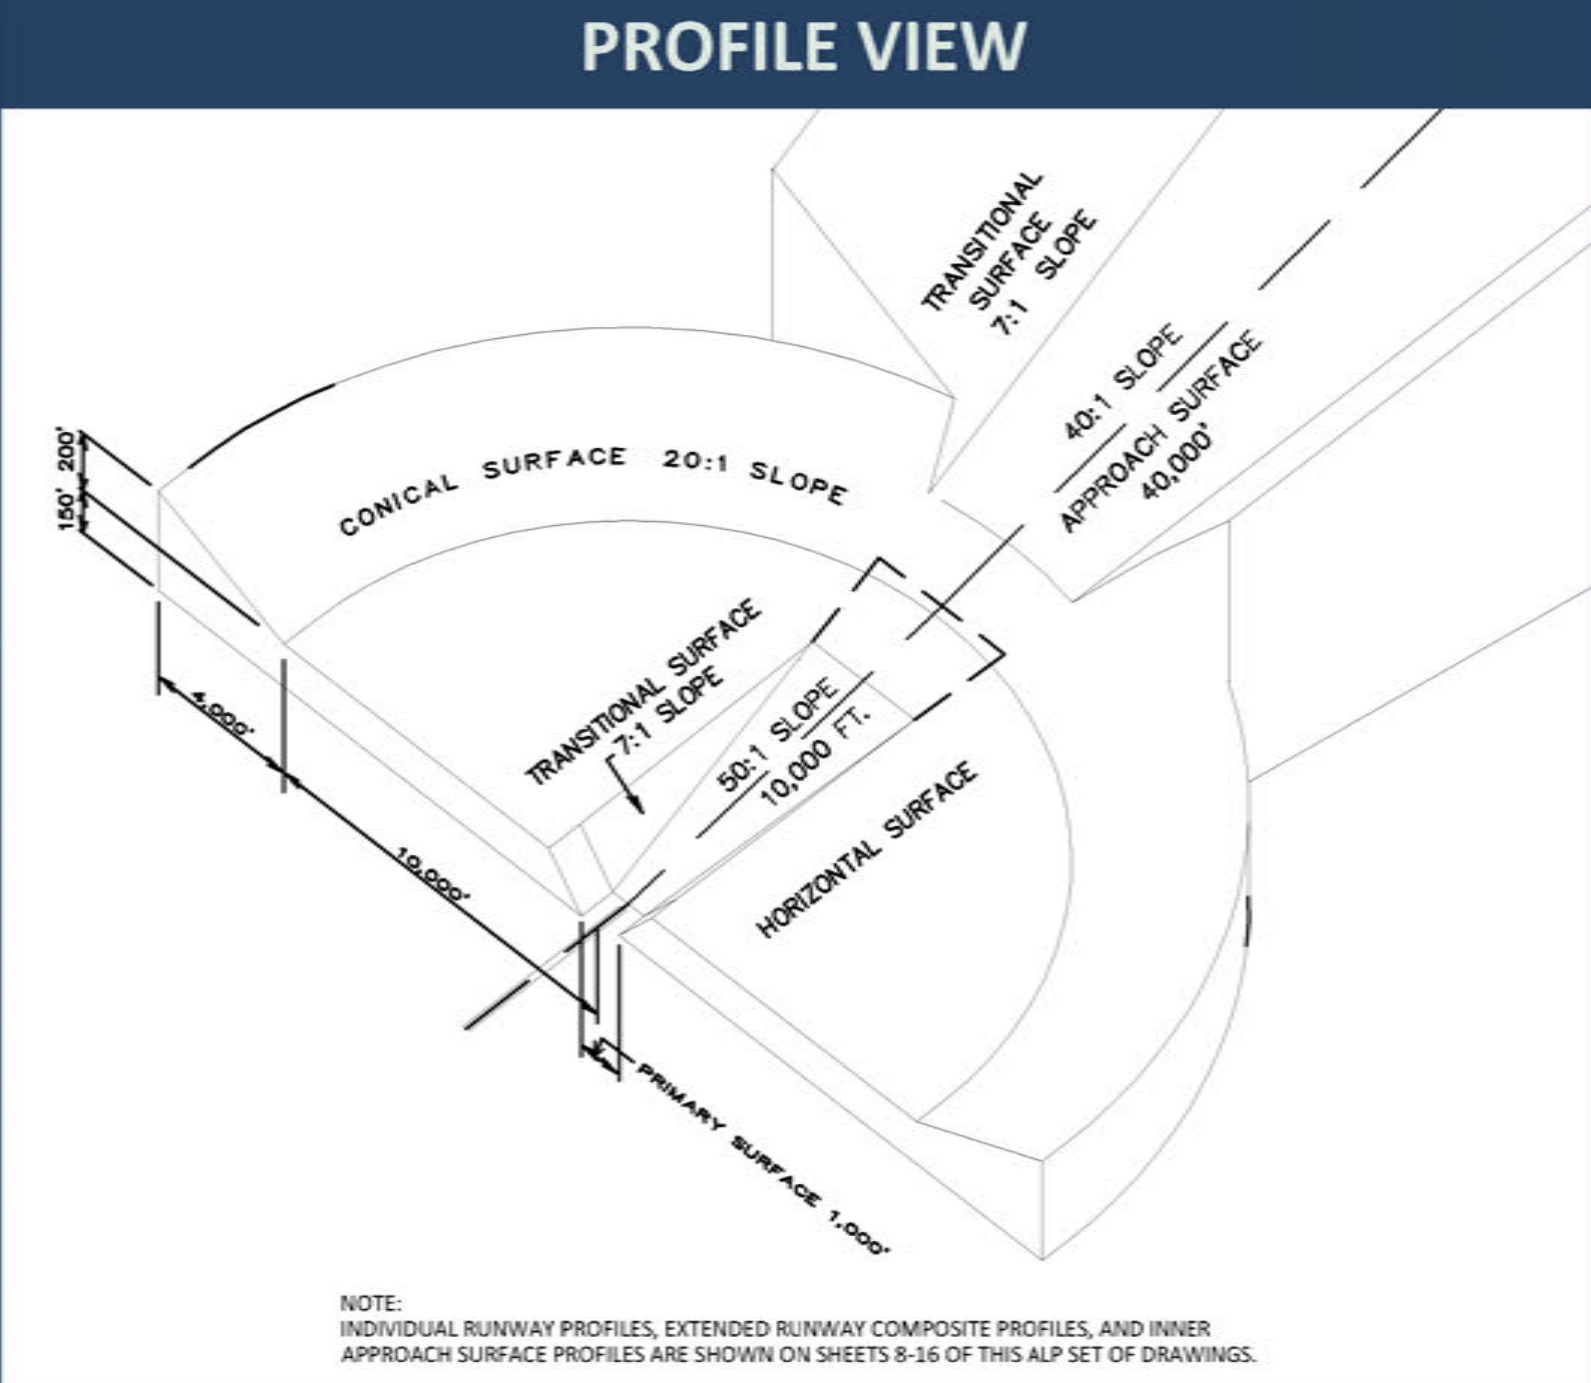 PROFILE VIEW
TRANSITIONAL
SURFACE
7:1 SLOPE
40:1 SLOPE
APPROACH SURFACE
40,000'
200'
150'
CONICAL SURFACE 20:1 SLOPE
TRANSITIONAL SURFACE
7:1 SLOPE
50:1 SLOPE
10,000 FT.
HORIZONTAL SURFACE
4,000'
10,000'
PRIMARY SURFACE 1,000'
NOTE:
INDIVIDUAL RUNWAY PROFILES, EXTENDED RUNWAY COMPOSITE PROFILES, AND INNER
APPROACH SURFACE PROFILES ARE SHOWN ON SHEETS 8-16 OF THIS ALP SET OF DRAWINGS.